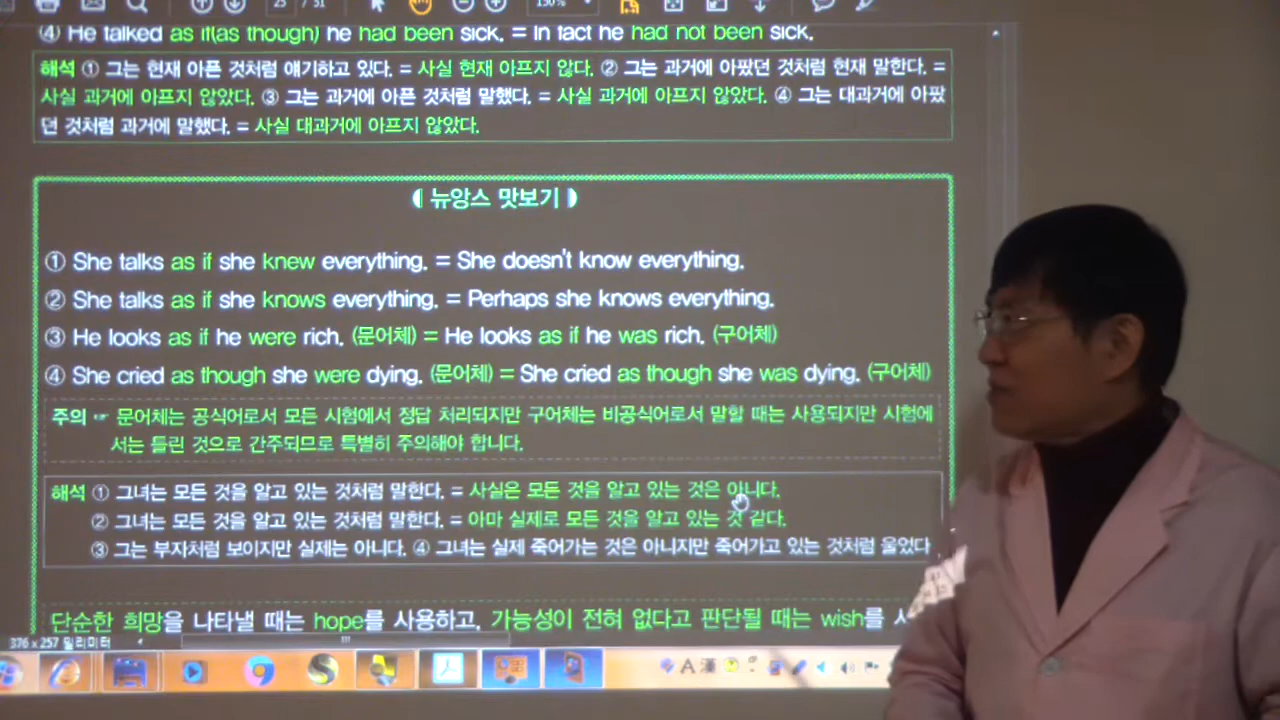 25 / 51
150%
④ He talked as if(as though) he had been sick. = In fact he had not been sick.
해석 ① 그는 현재 아픈 것처럼 얘기하고 있다. = 사실 현재 아프지 않다. ② 그는 과거에 아팠던 것처럼 현재 말한다. =
사실 과거에 아프지 않았다. ③ 그는 과거에 아픈 것처럼 말했다. = 사실 과거에 아프지 않았다. ④ 그는 대과거에 아팠
던 것처럼 과거에 말했다. = 사실 대과거에 아프지 않았다.
뉴앙스 맛보기
① She talks as if she knew everything. = She doesn't know everything.
② She talks as if she knows everything. = Perhaps she knows everything.
③ He looks as if he were rich. (문어체) = He looks as if he was rich. (구어체)
④ She cried as though she were dying. (문어체) = She cried as though she was dying. (구어체)
주의 ☞ 문어체는 공식어로서 모든 시험에서 정답 처리되지만 구어체는 비공식어로서 말할 때는 사용되지만 시험에
서는 틀린 것으로 간주되므로 특별히 주의해야 합니다.
해석 ① 그녀는 모든 것을 알고 있는 것처럼 말한다. = 사실은 모든 것을 알고 있는 것은 아니다.
② 그녀는 모든 것을 알고 있는 것처럼 말한다. = 아마 실제로 모든 것을 알고 있는 것 같다.
③ 그는 부자처럼 보이지만 실제는 아니다. ④ 그녀는 실제 죽어가는 것은 아니지만 죽어가고 있는 것처럼 울었다
단순한 희망을 나타낼 때는 hope를 사용하고, 가능성이 전혀 없다고 판단될 때는 wish를 사
376 x 257 밀리미터
A 漢